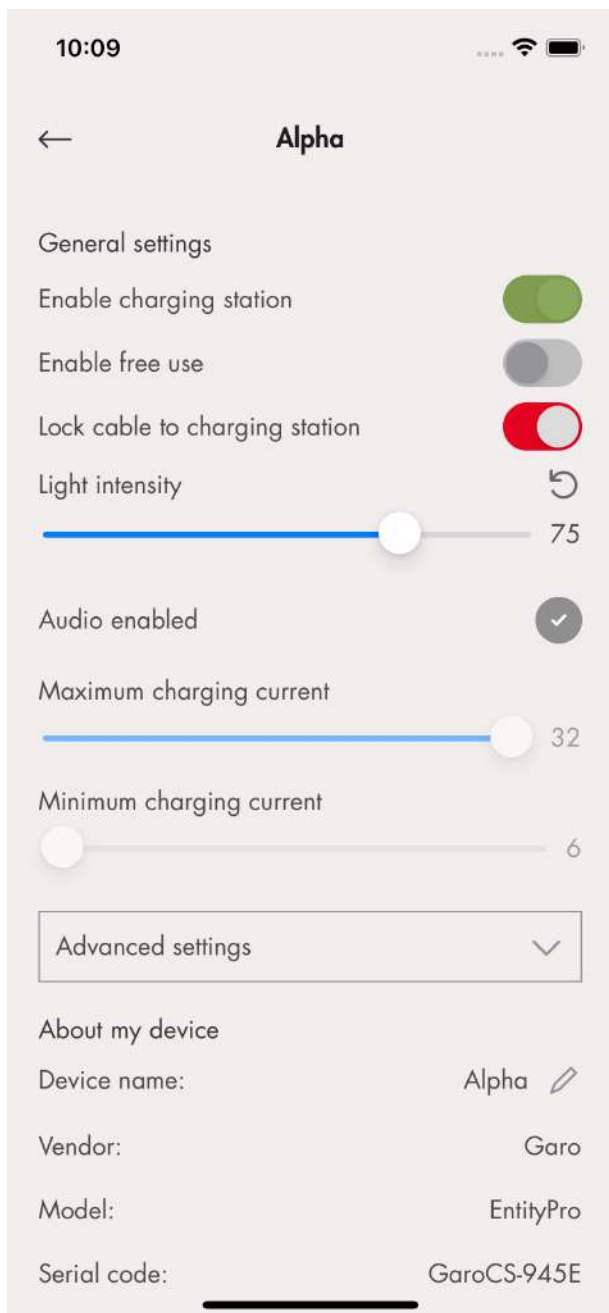 10:09
Alpha
General settings
Enable charging station
Enable free use
Lock cable to charging station
Light intensity
75
Audio enabled
Maximum charging current
32
Minimum charging current
6
Advanced settings
About my device
Device name: Alpha
Vendor: Garo
Model: EntityPro
Serial code: GaroCS-945E